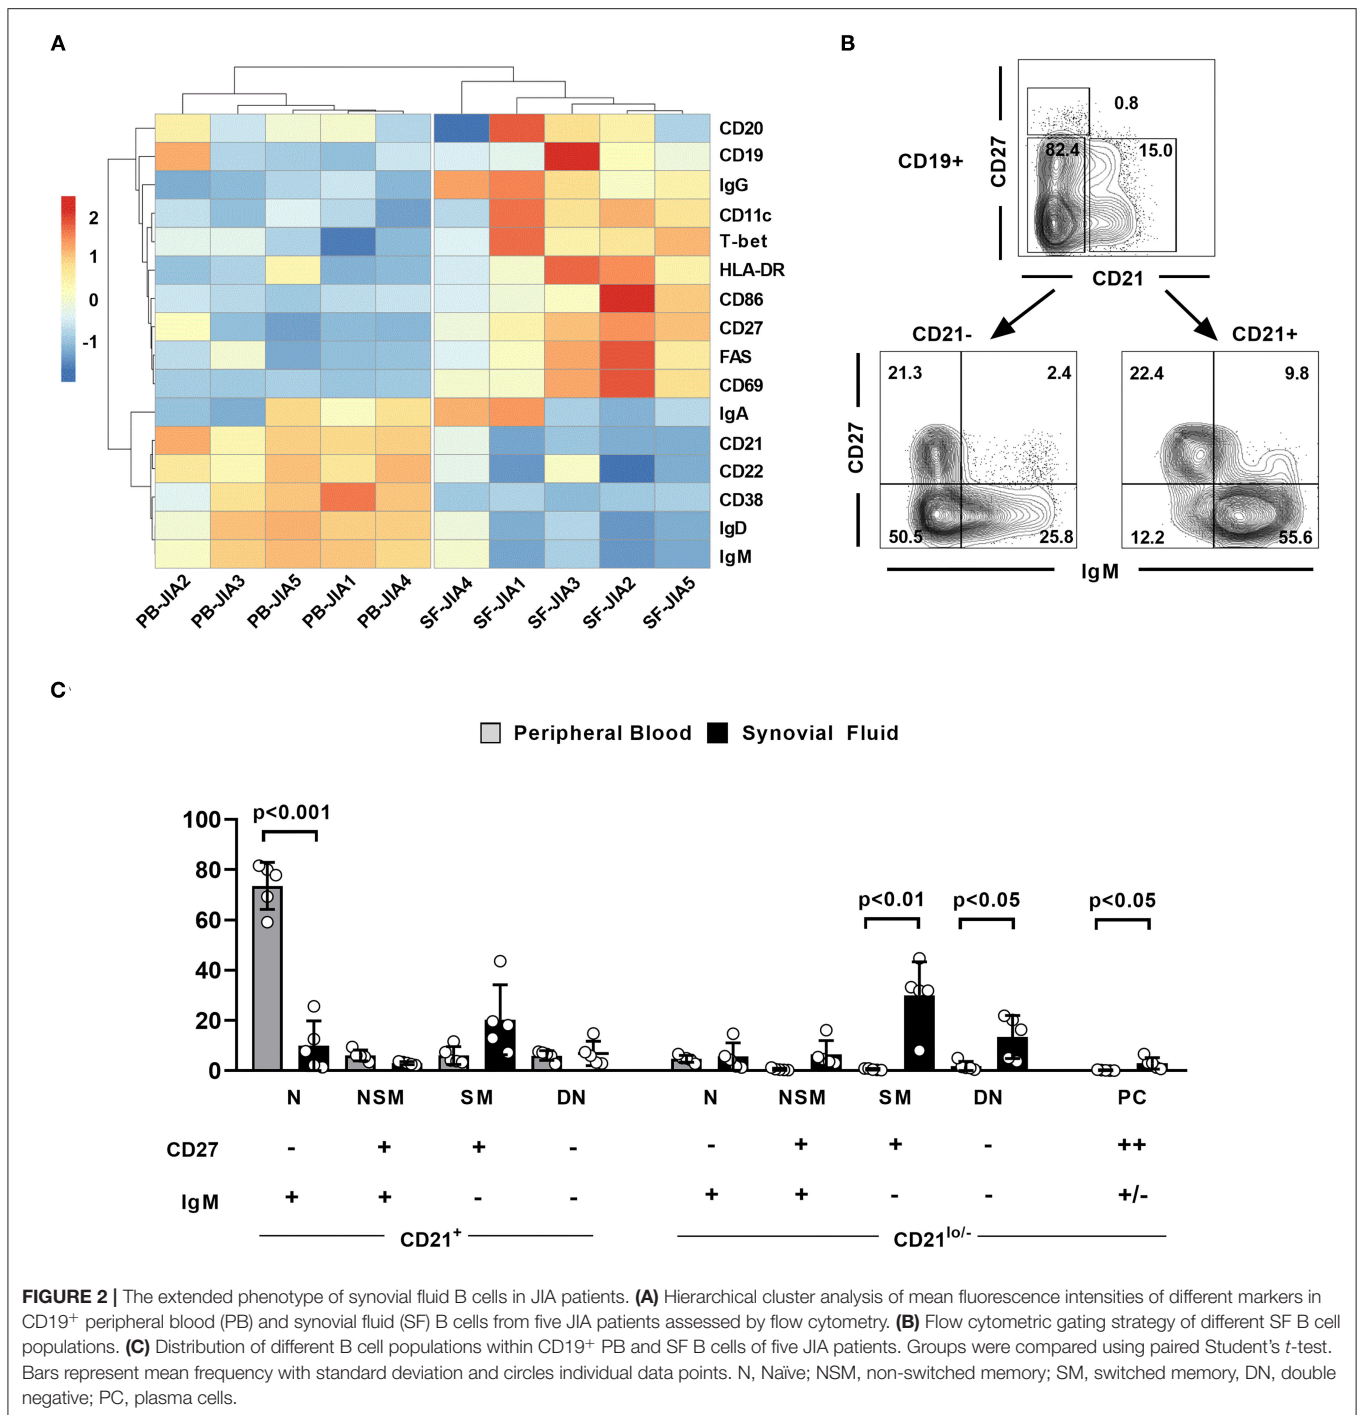 A
CD20
CD19
IgG
CD11c
T-bet
HLA-DR
CD86
CD27
FAS
CD69
IgA
CD21
CD22
CD38
IgD
IgM
2
1
0
-1
PB-JIA2
PB-JIA3
PB-JIA5
PB-JIA1
PB-JIA4
SF-JIA4
SF-JIA1
SF-JIA3
SF-JIA2
SF-JIA5
B
CD19+
CD27
0.8
82.4
15.0
CD21
CD21-
CD21+
CD27
21.3
2.4
50.5
25.8
22.4
9.8
12.2
55.6
IgM
C
Peripheral Blood
Synovial Fluid
100
80
60
40
20
0
p<0.001
p<0.01
p<0.05
p<0.05
N NSM SM DN N NSM SM DN PC
CD27 - + + - - + + - ++
IgM + + - - + + - - +/-
CD21+ CD21lo/-
FIGURE 2 | The extended phenotype of synovial fluid B cells in JIA patients. (A) Hierarchical cluster analysis of mean fluorescence intensities of different markers in
CD19+ peripheral blood (PB) and synovial fluid (SF) B cells from five JIA patients assessed by flow cytometry. (B) Flow cytometric gating strategy of different SF B cell
populations. (C) Distribution of different B cell populations within CD19+ PB and SF B cells of five JIA patients. Groups were compared using paired Student's t-test.
Bars represent mean frequency with standard deviation and circles individual data points. N, Naïve; NSM, non-switched memory; SM, switched memory, DN, double
negative; PC, plasma cells.